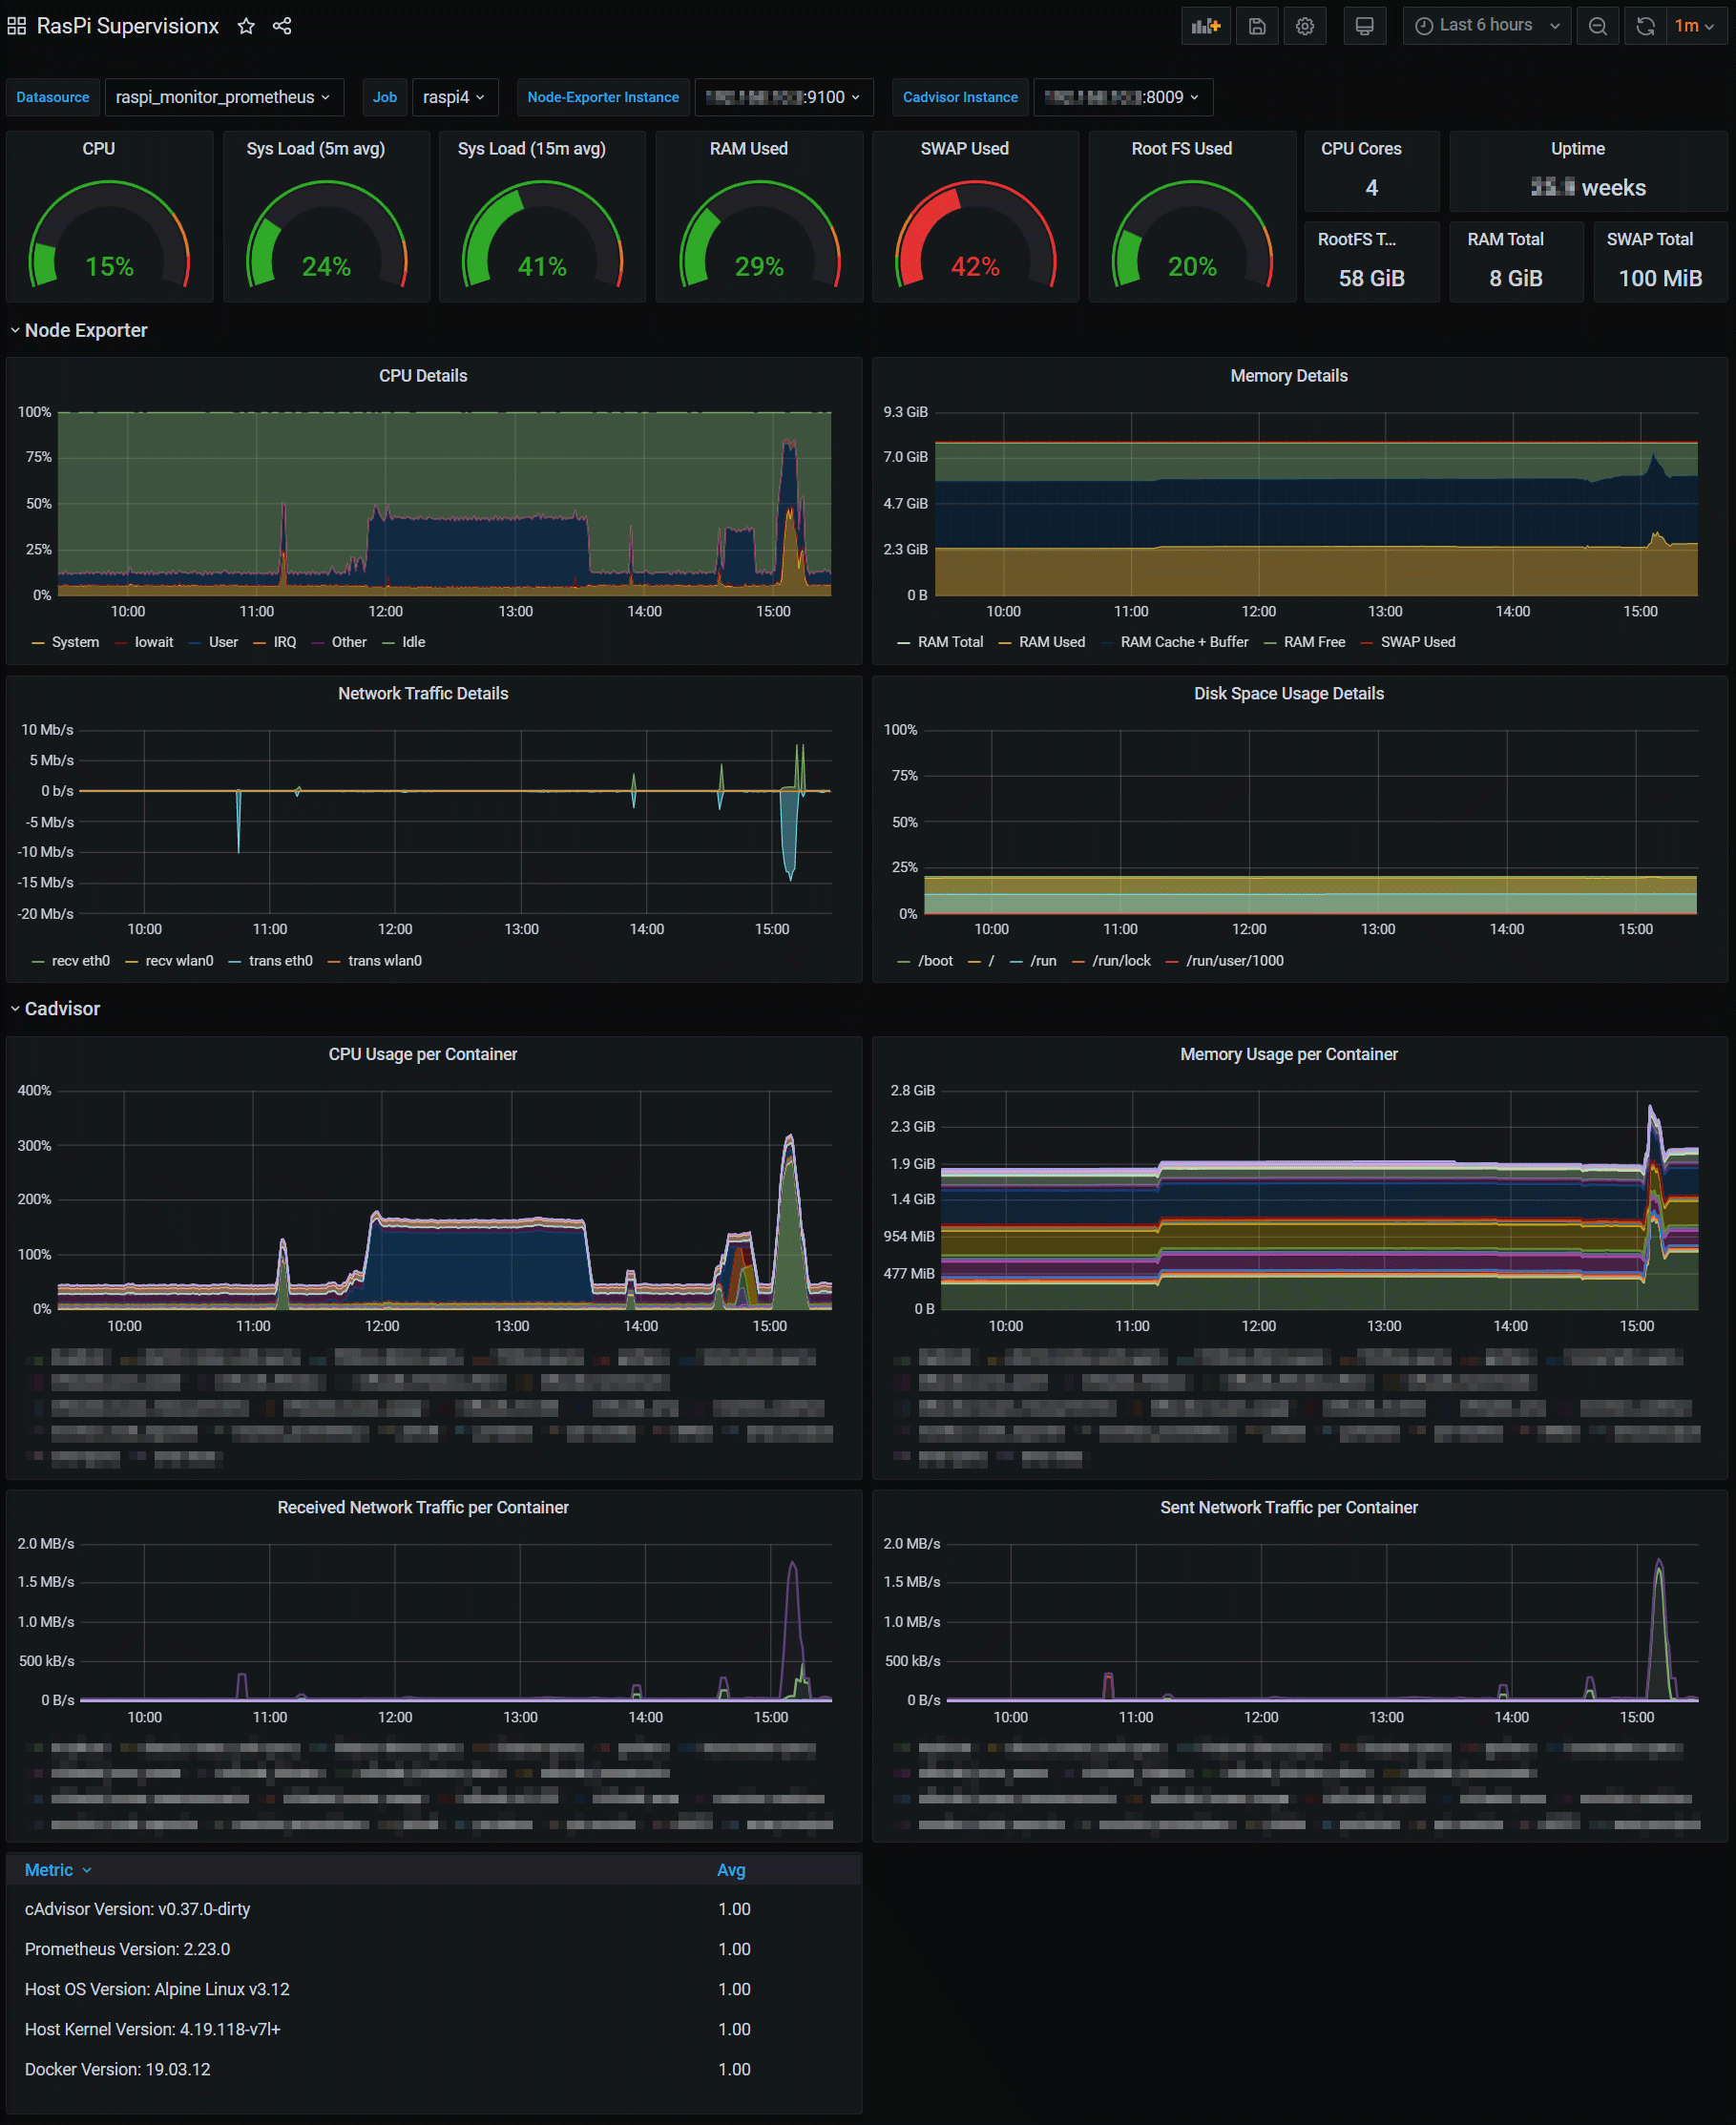 RasPi Supervisionx
Last 6 hours 1m
Datasource raspi_monitor_prometheus Job raspi4 Node-Exporter Instance :9100 Cadvisor Instance :8009
CPU Sys Load (5m avg) Sys Load (15m avg) RAM Used SWAP Used Root FS Used CPU Cores Uptime
4 weeks
15% 24% 41% 29% 42% 20%
RootFS T... RAM Total SWAP Total
58 GiB 8 GiB 100 MiB
Node Exporter
CPU Details
100%
75%
50%
25%
0%
10:00 11:00 12:00 13:00 14:00 15:00
System Iowait User IRQ Other Idle
Memory Details
9.3 GiB
7.0 GiB
4.7 GiB
2.3 GiB
0 B
10:00 11:00 12:00 13:00 14:00 15:00
RAM Total RAM Used RAM Cache + Buffer RAM Free SWAP Used
Network Traffic Details
10 Mb/s
5 Mb/s
0 b/s
-5 Mb/s
-10 Mb/s
-15 Mb/s
-20 Mb/s
10:00 11:00 12:00 13:00 14:00 15:00
recv eth0 recv wlan0 trans eth0 trans wlan0
Disk Space Usage Details
100%
75%
50%
25%
0%
10:00 11:00 12:00 13:00 14:00 15:00
/boot / /run /run/lock /run/user/1000
Cadvisor
CPU Usage per Container
400%
300%
200%
100%
0%
10:00 11:00 12:00 13:00 14:00 15:00
Memory Usage per Container
2.8 GiB
2.3 GiB
1.9 GiB
1.4 GiB
954 MiB
477 MiB
0 B
10:00 11:00 12:00 13:00 14:00 15:00
Received Network Traffic per Container
2.0 MB/s
1.5 MB/s
1.0 MB/s
500 kB/s
0 B/s
10:00 11:00 12:00 13:00 14:00 15:00
Sent Network Traffic per Container
2.0 MB/s
1.5 MB/s
1.0 MB/s
500 kB/s
0 B/s
10:00 11:00 12:00 13:00 14:00 15:00
Metric Avg
cAdvisor Version: v0.37.0-dirty 1.00
Prometheus Version: 2.23.0 1.00
Host OS Version: Alpine Linux v3.12 1.00
Host Kernel Version: 4.19.118-v7l+ 1.00
Docker Version: 19.03.12 1.00